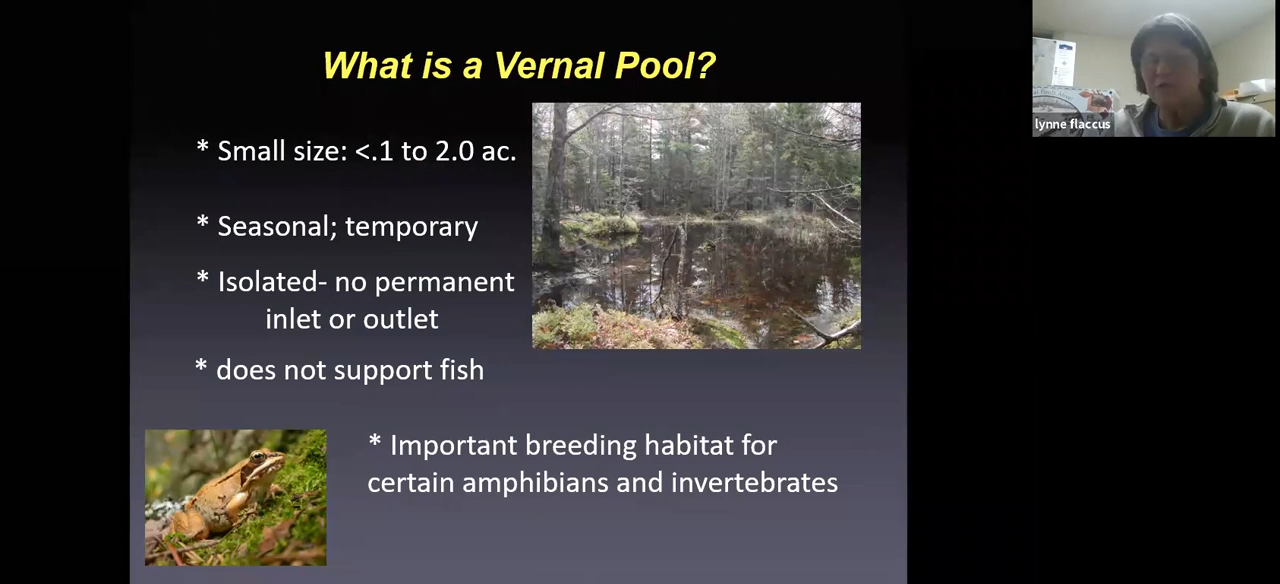 What is a Vernal Pool?
* Small size: <.1 to 2.0 ac.
* Seasonal; temporary
* Isolated- no permanent
inlet or outlet
* does not support fish
* Important breeding habitat for
certain amphibians and invertebrates
lynne flaccus